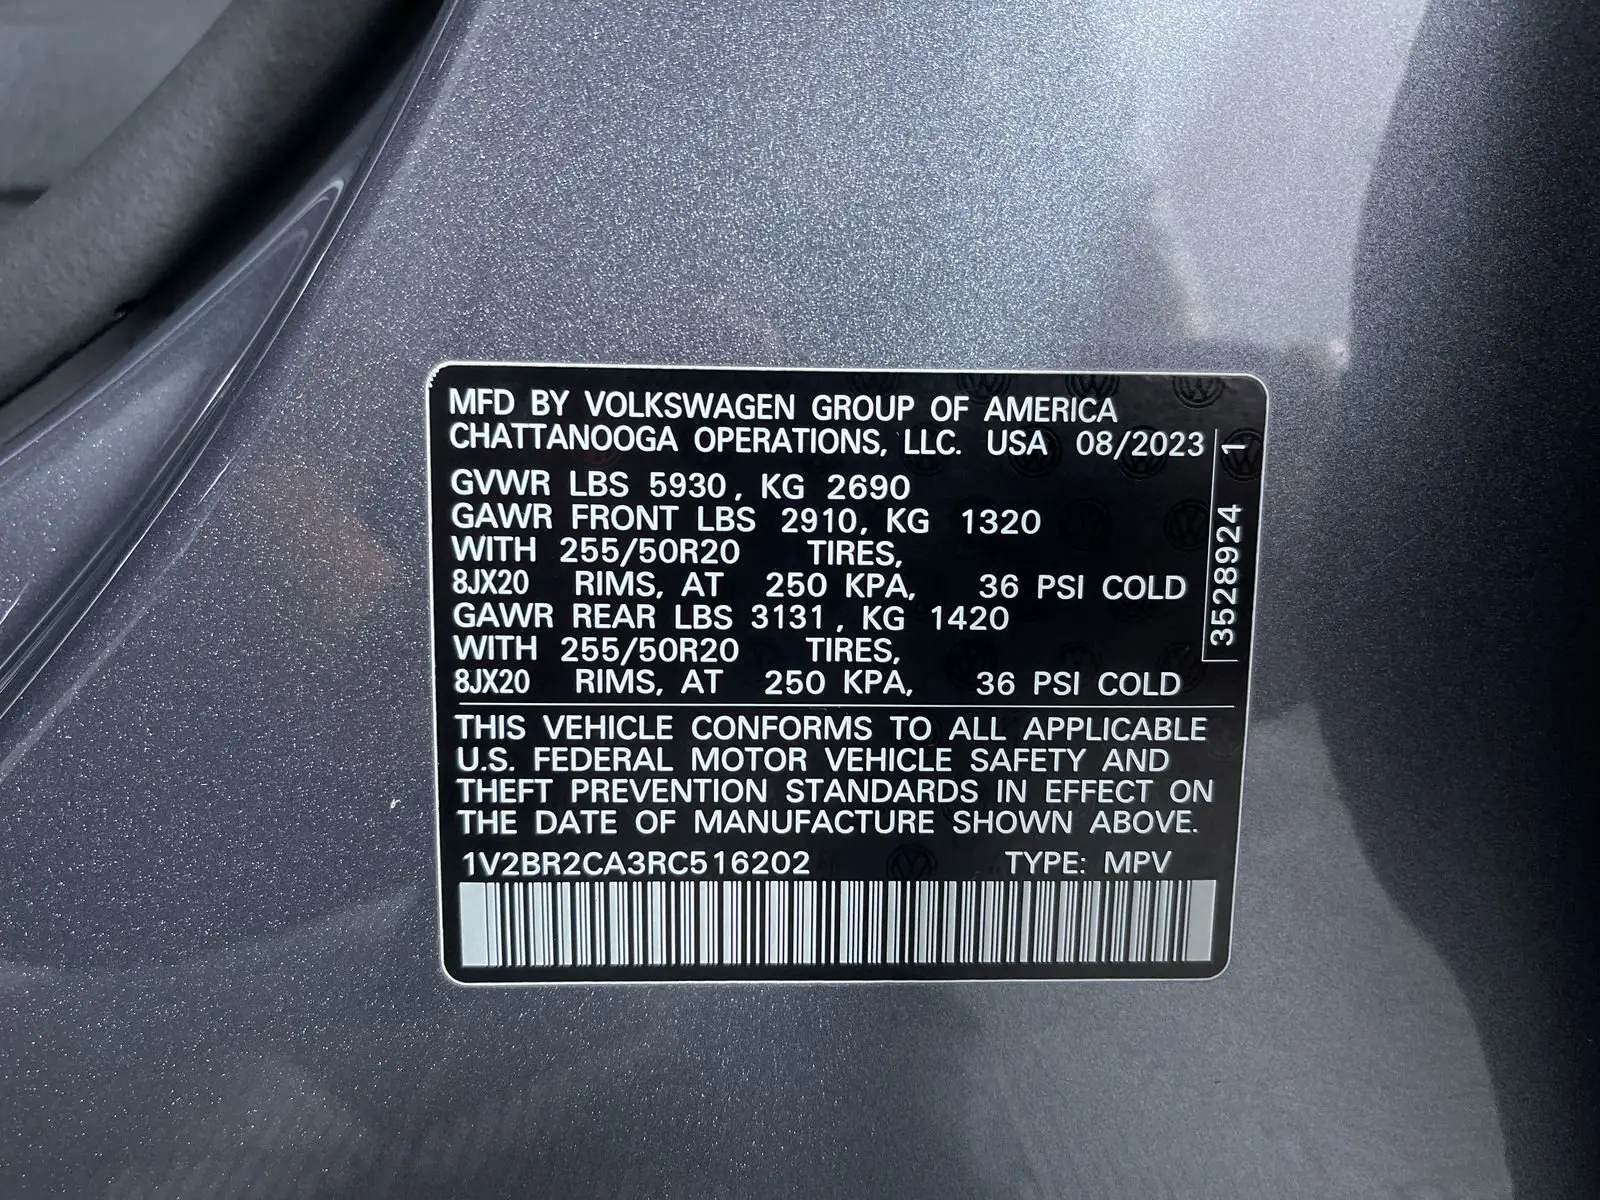 MFD BY VOLKSWAGEN GROUP OF AMERICA
CHATTANOOGA OPERATIONS, LLC. USA 08/2023
GVWR LBS 5930, KG 2690
GAWR FRONT LBS 2910, KG 1320
WITH 255/50R20 TIRES,
8JX20 RIMS, AT 250 KPA, 36 PSI COLD
GAWR REAR LBS 3131, KG 1420
WITH 255/50R20 TIRES,
8JX20 RIMS, AT 250 KPA, 36 PSI COLD
3528924 1
THIS VEHICLE CONFORMS TO ALL APPLICABLE
U.S. FEDERAL MOTOR VEHICLE SAFETY AND
THEFT PREVENTION STANDARDS IN EFFECT ON
THE DATE OF MANUFACTURE SHOWN ABOVE.
1V2BR2CA3RC516202 TYPE: MPV